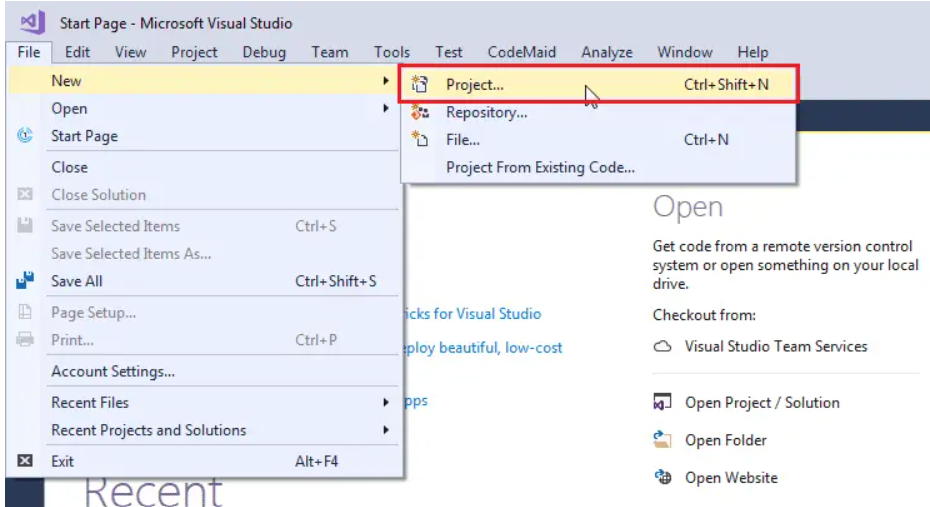 Start Page - Microsoft Visual Studio
File Edit View Project Debug Team Tools Test CodeMaid Analyze Window Help
New
Open
Start Page
Close
Close Solution
Save Selected Items Ctrl+S
Save Selected Items As...
Save All Ctrl+Shift+S
Page Setup...
Print... Ctrl+P
Account Settings...
Recent Files
Recent Projects and Solutions
Exit Alt+F4
Project... Ctrl+Shift+N
Repository...
File... Ctrl+N
Project From Existing Code...
icks for Visual Studio
ploy beautiful, low-cost
pps
Recent
Open
Get code from a remote version control
system or open something on your local
drive.
Checkout from:
Visual Studio Team Services
Open Project / Solution
Open Folder
Open Website